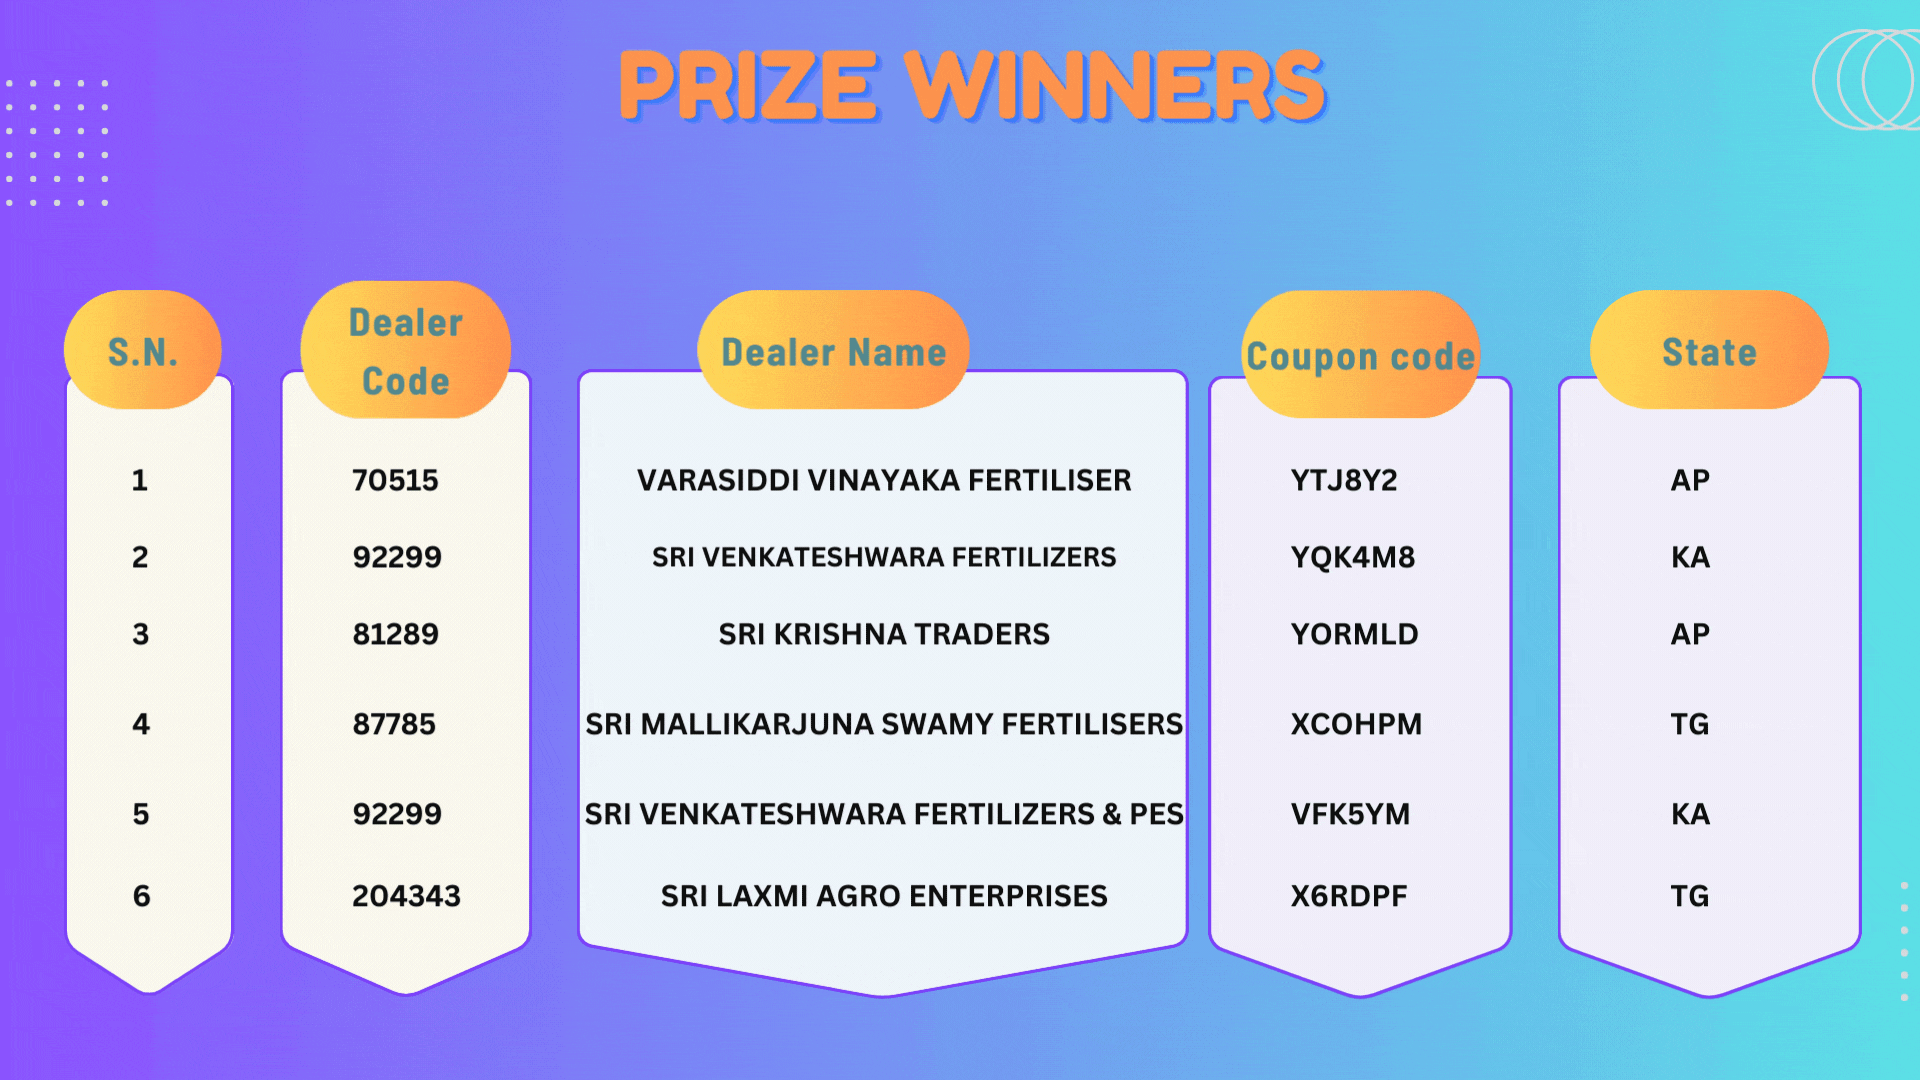 PRIZE WINNERS
S.N. Dealer Code Dealer Name Coupon code State
1 70515 VARASIDDI VINAYAKA FERTILISER YTJ8Y2 AP
2 92299 SRI VENKATESHWARA FERTILIZERS YQK4M8 KA
3 81289 SRI KRISHNA TRADERS YORMLD AP
4 87785 SRI MALLIKARJUNA SWAMY FERTILISERS XCOHPM TG
5 92299 SRI VENKATESHWARA FERTILIZERS & PES VFK5YM KA
6 204343 SRI LAXMI AGRO ENTERPRISES X6RDPF TG